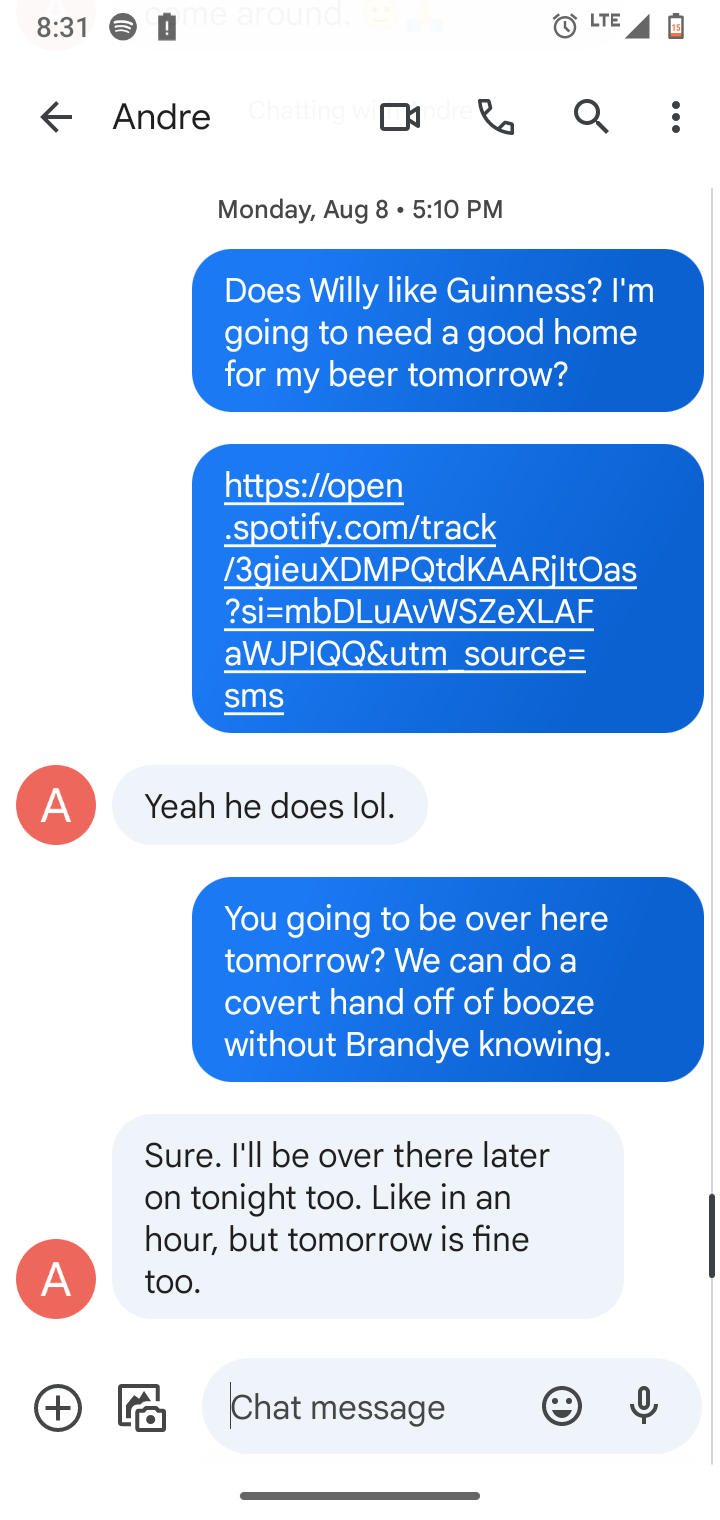 come around. 🙂🙏
8:31
LTE
15
Andre
Chatting with Andre
Monday, Aug 8 • 5:10 PM
Does Willy like Guinness? I'm
going to need a good home
for my beer tomorrow?
https://open
.spotify.com/track
/3gieuXDMPQtdKAARjltOas
?si=mbDLuAvWSZeXLAF
aWJPIQQ&utm_source=
sms
A
Yeah he does lol.
You going to be over here
tomorrow? We can do a
covert hand off of booze
without Brandye knowing.
Sure. I'll be over there later
on tonight too. Like in an
hour, but tomorrow is fine
too.
A
Chat message